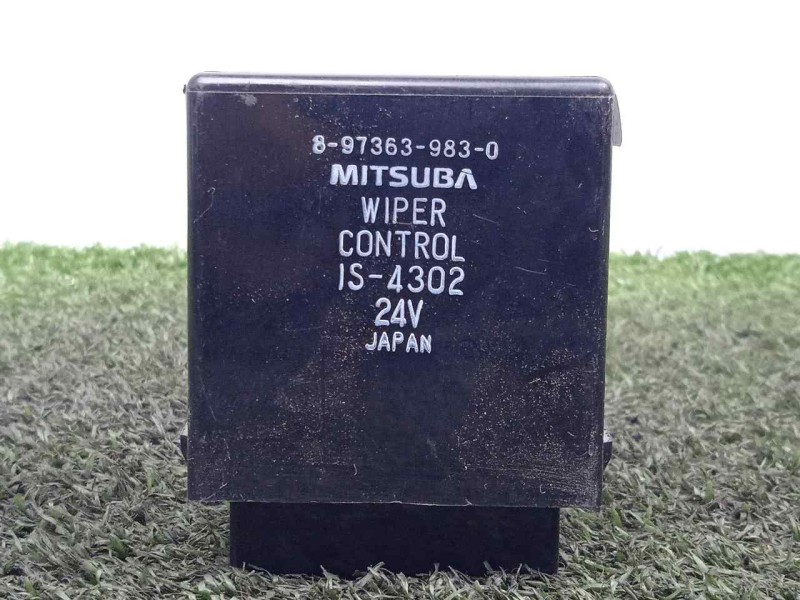 8-97363-983-0
MITSUBA
WIPER
CONTROL
IS-4302
24V
JAPAN